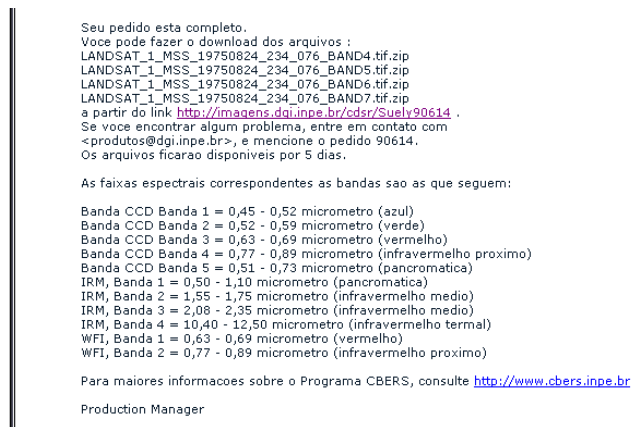 Seu pedido esta completo.
Voce pode fazer o download dos arquivos :
LANDSAT_1_MSS_19750824_234_076_BAND4.tif.zip
LANDSAT_1_MSS_19750824_234_076_BAND5.tif.zip
LANDSAT_1_MSS_19750824_234_076_BAND6.tif.zip
LANDSAT_1_MSS_19750824_234_076_BAND7.tif.zip
a partir do link http://imagens.dgi.inpe.br/cdsr/Suely90614 .
Se voce encontrar algum problema, entre em contato com
<produtos@dgi.inpe.br>, e mencione o pedido 90614.
Os arquivos ficarao disponiveis por 5 dias.
As faixas espectrais correspondentes as bandas sao as que seguem:
Banda CCD Banda 1 = 0,45 - 0,52 micrometro (azul)
Banda CCD Banda 2 = 0,52 - 0,59 micrometro (verde)
Banda CCD Banda 3 = 0,63 - 0,69 micrometro (vermelho)
Banda CCD Banda 4 = 0,77 - 0,89 micrometro (infravermelho proximo)
Banda CCD Banda 5 = 0,51 - 0,73 micrometro (pancromatica)
IRM, Banda 1 = 0,50 - 1,10 micrometro (pancromatica)
IRM, Banda 2 = 1,55 - 1,75 micrometro (infravermelho medio)
IRM, Banda 3 = 2,08 - 2,35 micrometro (infravermelho medio)
IRM, Banda 4 = 10,40 - 12,50 micrometro (infravermelho termal)
WFI, Banda 1 = 0,63 - 0,69 micrometro (vermelho)
WFI, Banda 2 = 0,77 - 0,89 micrometro (infravermelho proximo)
Para maiores informacoes sobre o Programa CBERS, consulte http://www.cbers.inpe.br
Production Manager